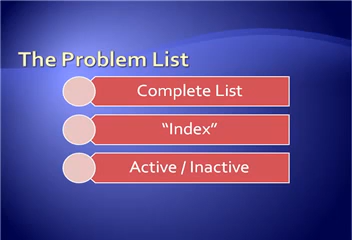 The Problem List
Complete List
“Index”
Active / Inactive